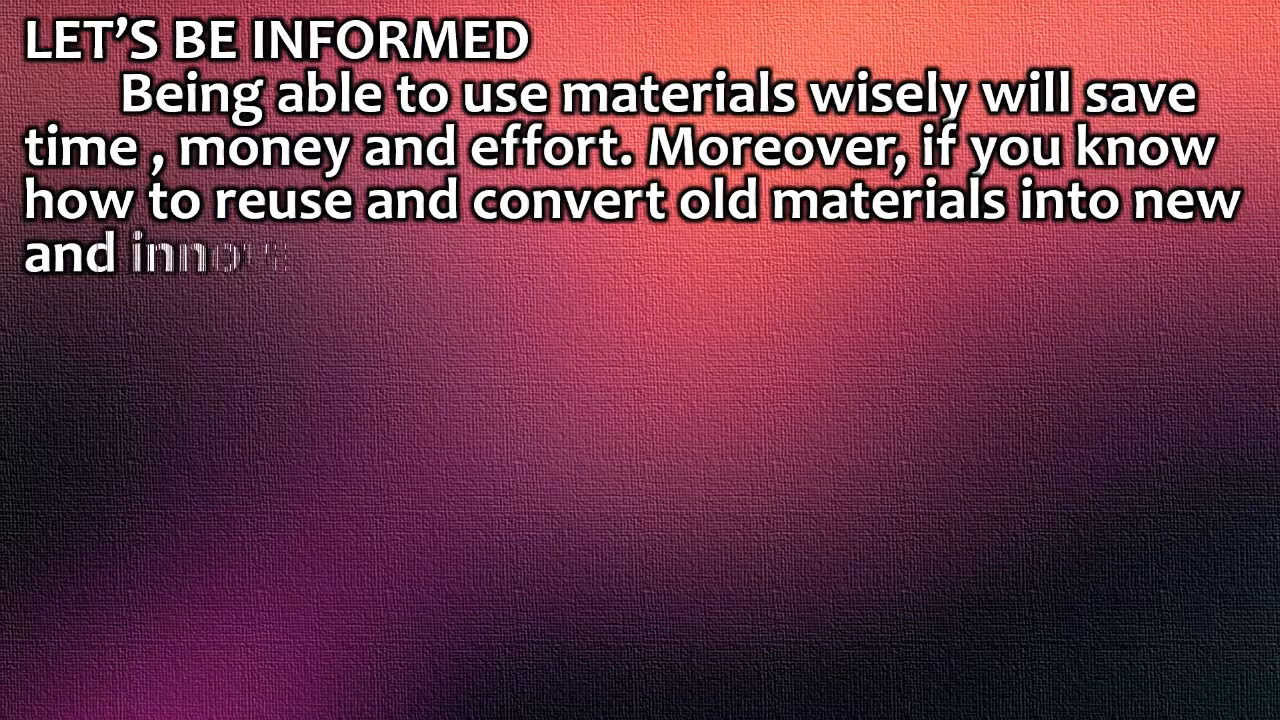 LET’S BE INFORMED
Being able to use materials wisely will save
time , money and effort. Moreover, if you know
how to reuse and convert old materials into new
and